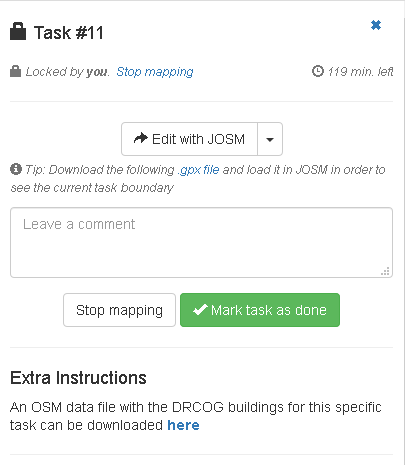 Task #11
Locked by you. Stop mapping 119 min. left
Edit with JOSM
Tip: Download the following .gpx file and load it in JOSM in order to
see the current task boundary
Leave a comment
Stop mapping Mark task as done
Extra Instructions
An OSM data file with the DRCOG buildings for this specific
task can be downloaded here